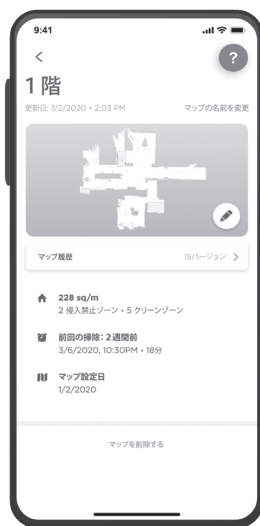 9:41
?
1階
更新日: 7/2/2020 • 2:03 PM マップの名前を変更
マップ履歴 15バージョン
228 sq/m
2 侵入禁止ゾーン • 5 クリーンゾーン
前回の掃除: 2週間前
3/6/2020, 10:30PM • 18分
マップ設定日
1/2/2020
マップを削除する